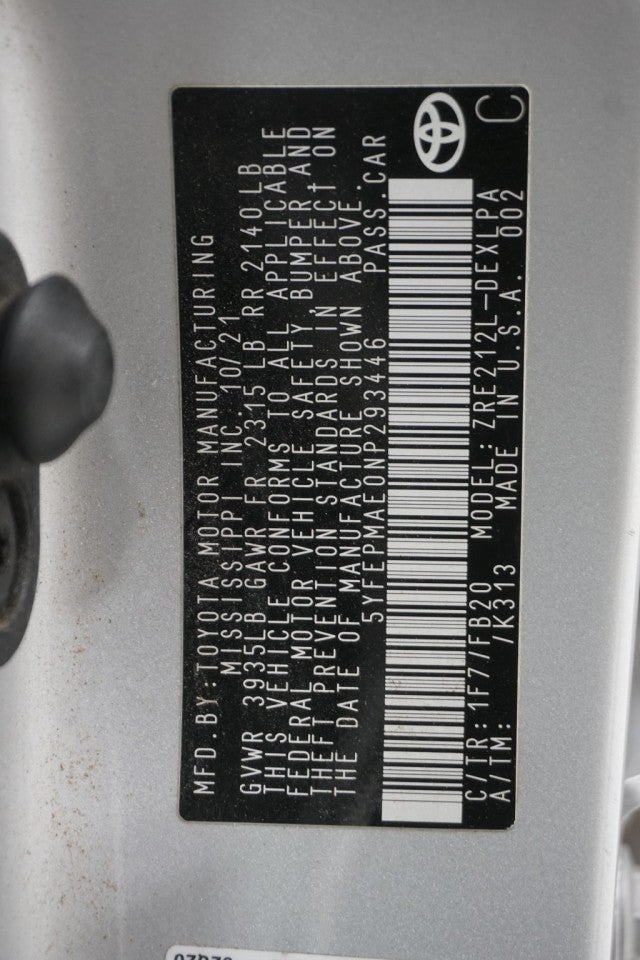 MFD. BY: TOYOTA MOTOR MANUFACTURING
MISSISSIPPI INC. 10/21
GVWR 3935LB GAWR FR 2315 LB RR 2140 LB
THIS VEHICLE CONFORMS TO ALL APPLICABLE
FEDERAL MOTOR VEHICLE SAFETY, BUMPER, AND
THEFT PREVENTION STANDARDS IN EFFECT ON
THE DATE OF MANUFACTURE SHOWN ABOVE.
5YFEPMAE0NP293446 PASS. CAR
C/TR: 1F7/FB20 MODEL: ZRE212L-DEXLPA
A/TM: /K313 MADE IN U.S.A. 002
C